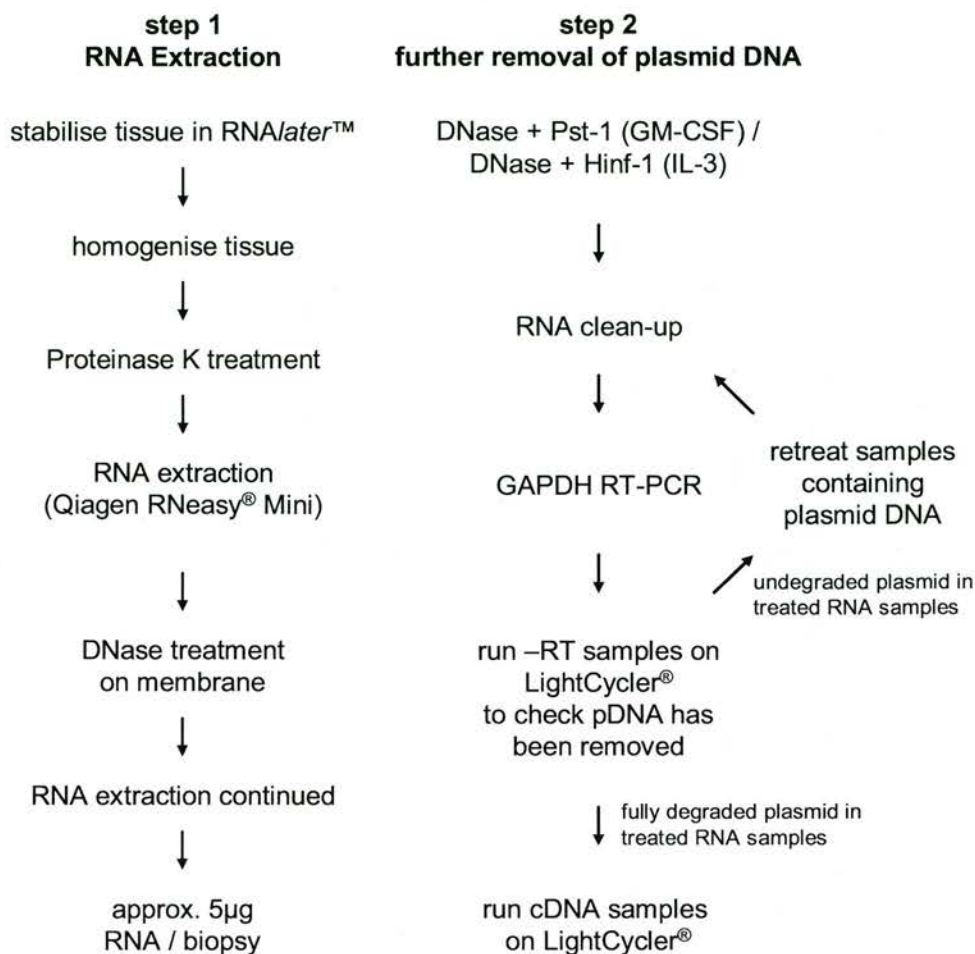 step 1
RNA Extraction
stabilise tissue in RNAlater™
homogenise tissue
Proteinase K treatment
RNA extraction
(Qiagen RNeasy® Mini)
DNase treatment
on membrane
RNA extraction continued
approx. 5µg
RNA / biopsy
step 2
further removal of plasmid DNA
DNase + Pst-1 (GM-CSF) /
DNase + Hinf-1 (IL-3)
RNA clean-up
GAPDH RT-PCR
retreat samples
containing
plasmid DNA
undegraded plasmid in
treated RNA samples
run –RT samples on
LightCycler®
to check pDNA has
been removed
fully degraded plasmid in
treated RNA samples
run cDNA samples
on LightCycler®